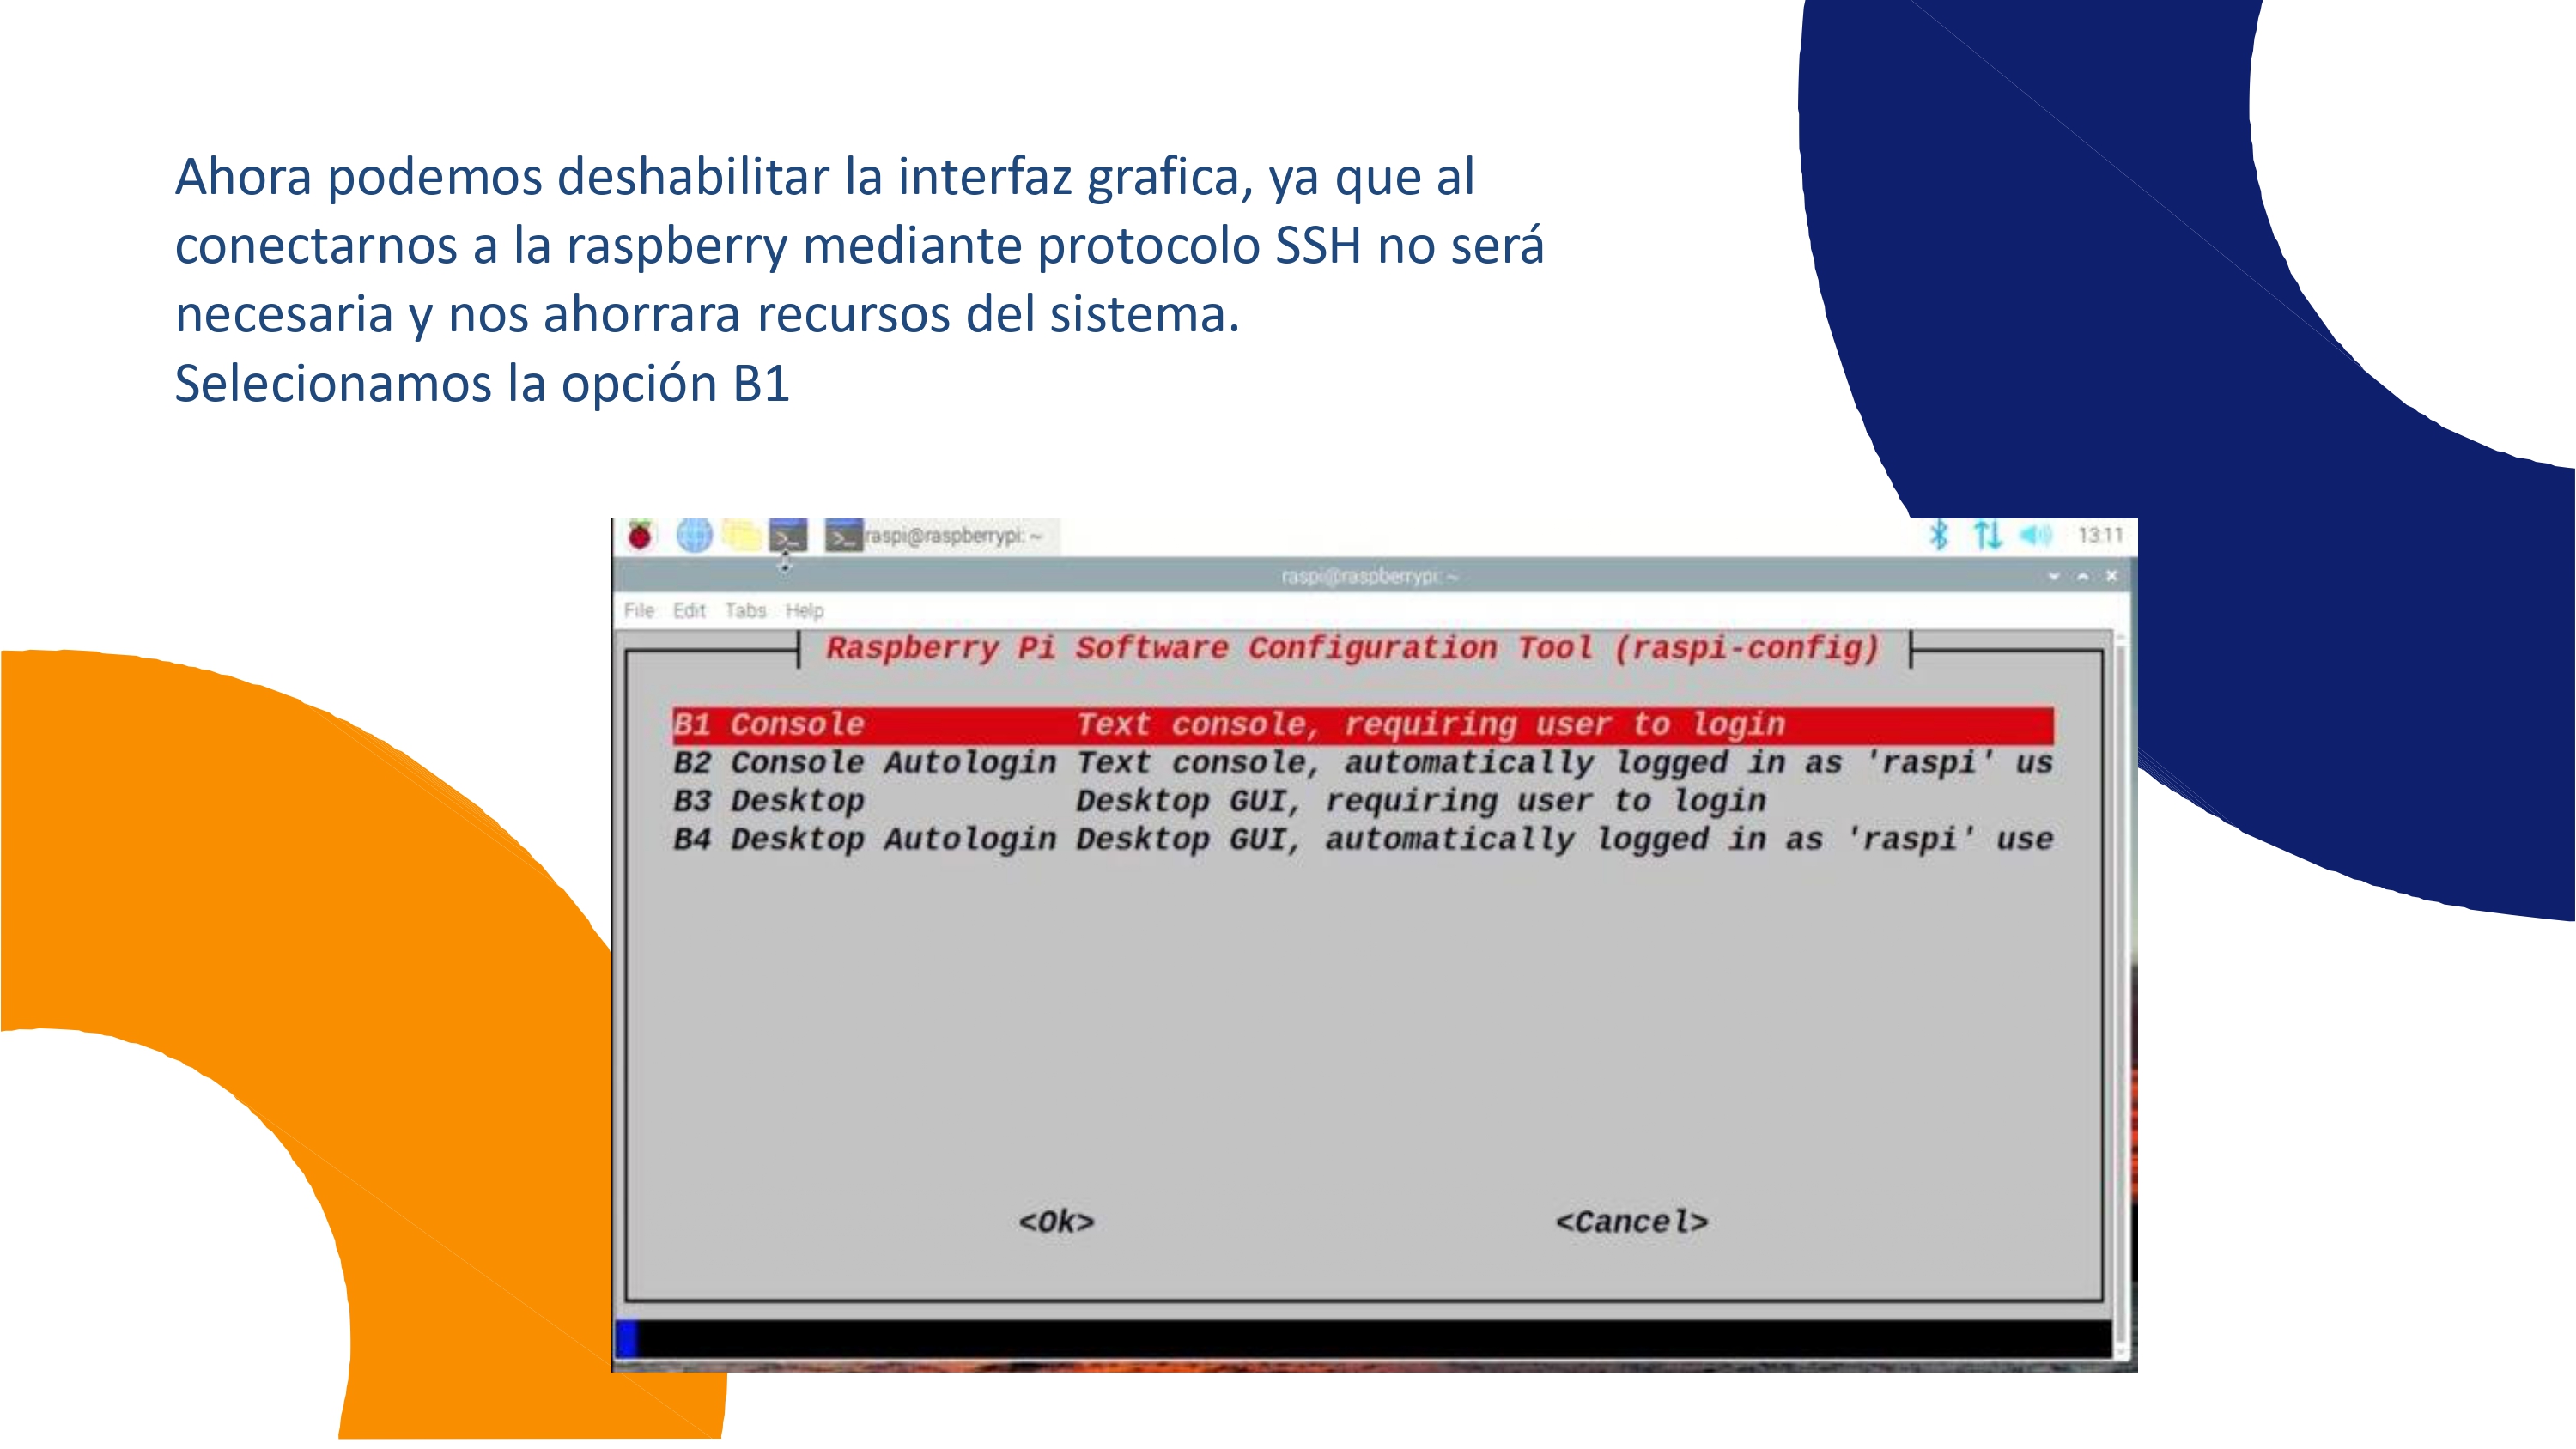 Ahora podemos deshabilitar la interfaz grafica, ya que al
conectarnos a la raspberry mediante protocolo SSH no será
necesaria y nos ahorrara recursos del sistema.
Selecionamos la opción B1
raspi@raspberrypi: ~ 13:11
raspi@raspberrypi: ~
File Edit Tabs Help
Raspberry Pi Software Configuration Tool (raspi-config)
B1 Console Text console, requiring user to login
B2 Console Autologin Text console, automatically logged in as 'raspi' us
B3 Desktop Desktop GUI, requiring user to login
B4 Desktop Autologin Desktop GUI, automatically logged in as 'raspi' use
<Ok> <Cancel>